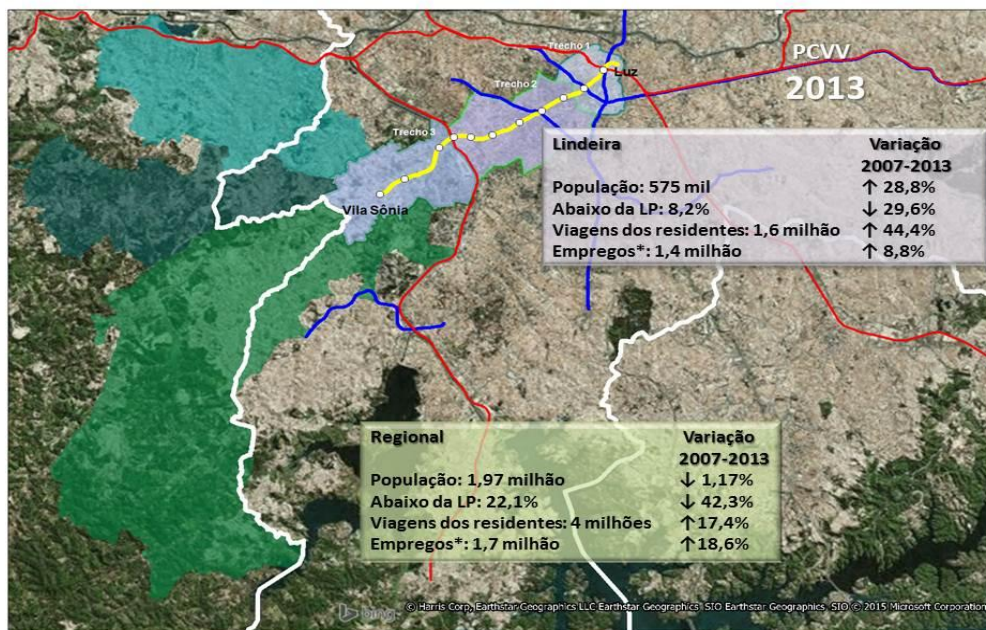 Trecho 1
Luz
PCVV
2013
Trecho 2
Trecho 3
Vila Sônia
Lindeira Variação
2007-2013
População: 575 mil ↑ 28,8%
Abaixo da LP: 8,2% ↓ 29,6%
Viagens dos residentes: 1,6 milhão ↑ 44,4%
Empregos*: 1,4 milhão ↑ 8,8%
Regional Variação
2007-2013
População: 1,97 milhão ↓ 1,17%
Abaixo da LP: 22,1% ↓ 42,3%
Viagens dos residentes: 4 milhões ↑17,4%
Empregos*: 1,7 milhão ↑18,6%
bing © Harris Corp, Earthstar Geographics LLC Earthstar Geographics SIO Earthstar Geographics SIO © 2015 Microsoft Corporation